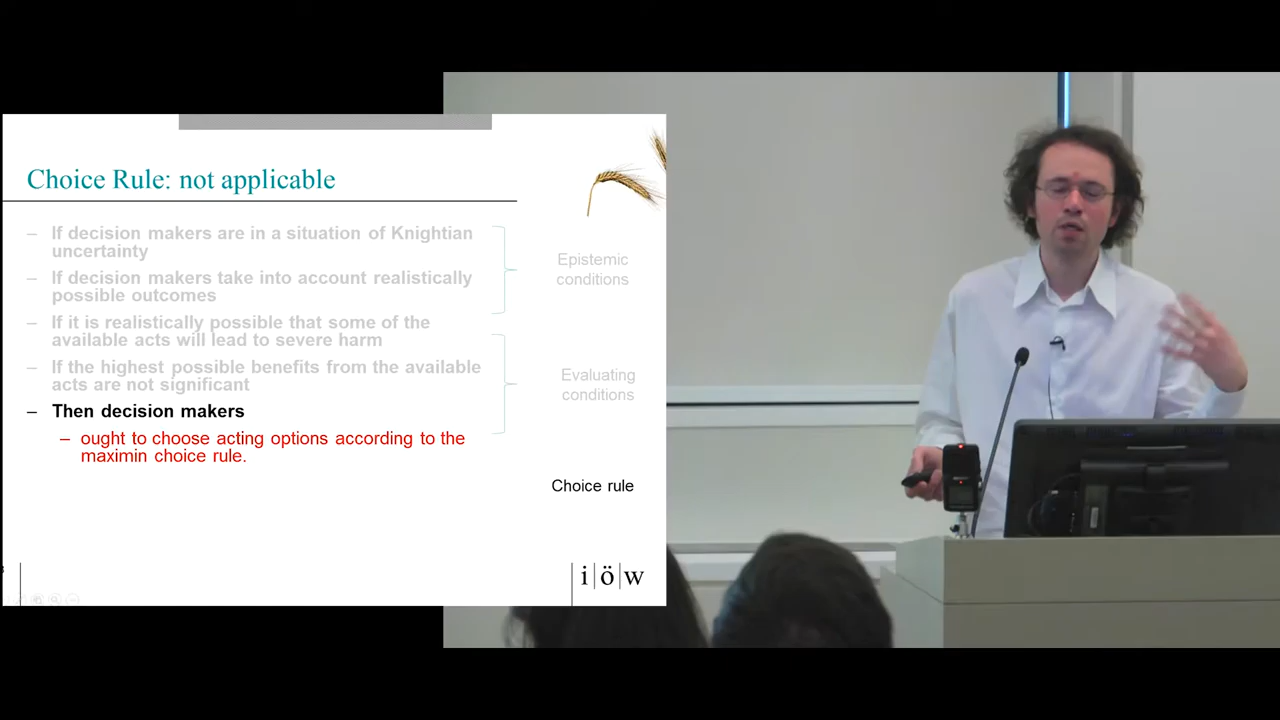 Choice Rule: not applicable
– If decision makers are in a situation of Knightian
uncertainty
– If decision makers take into account realistically
possible outcomes
Epistemic
conditions
– If it is realistically possible that some of the
available acts will lead to severe harm
– If the highest possible benefits from the available
acts are not significant
Evaluating
conditions
– Then decision makers
– ought to choose acting options according to the
maximin choice rule.
Choice rule
i|ö|w